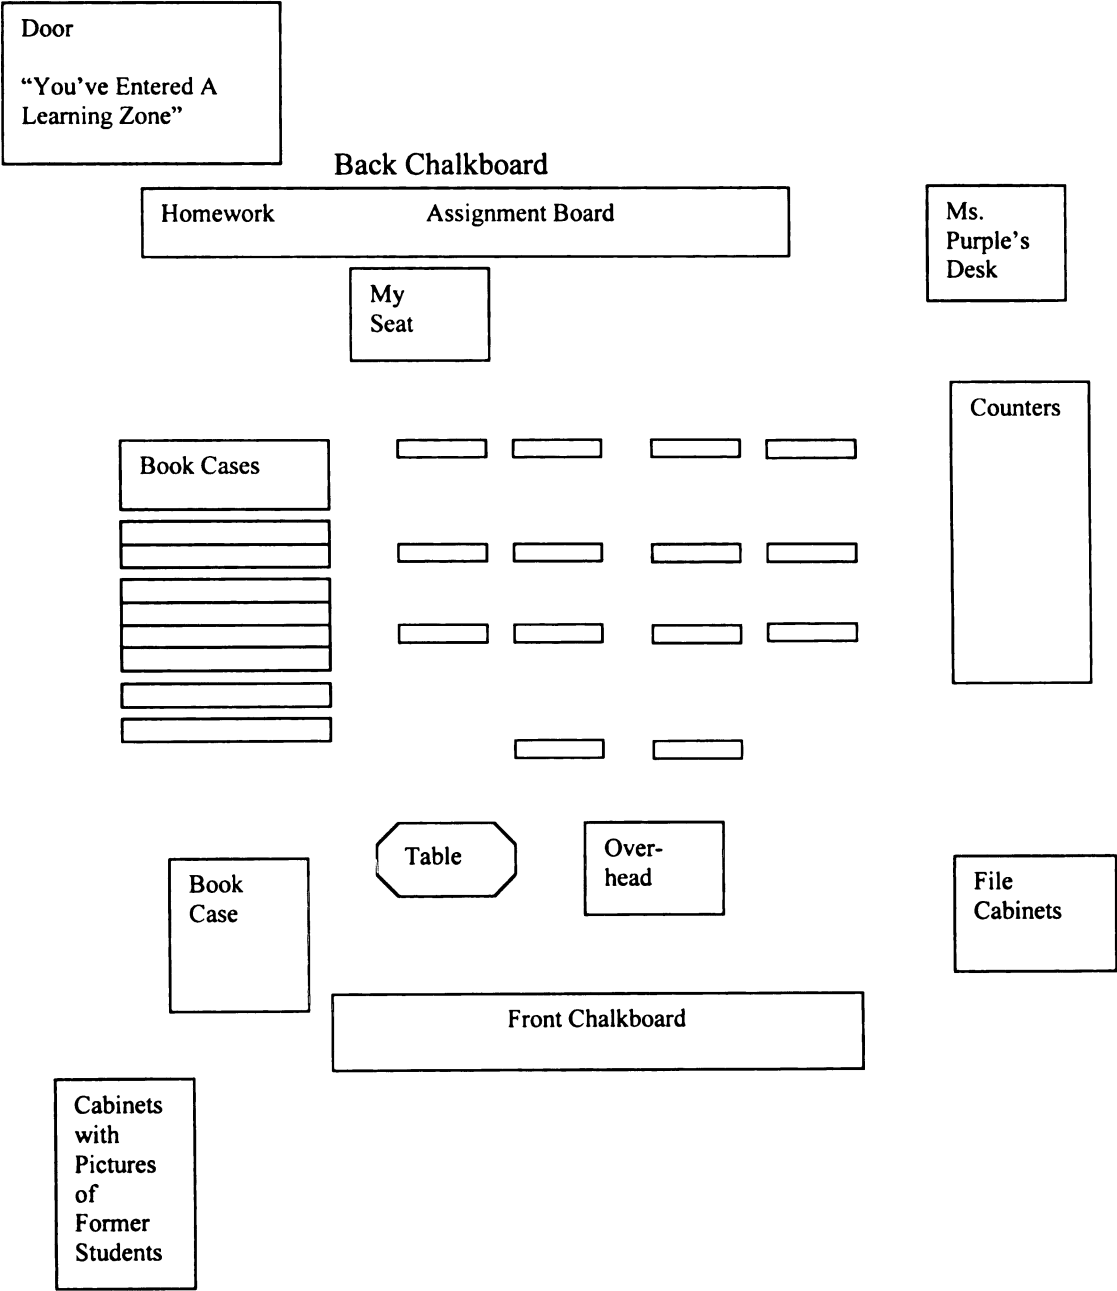 Door
“You’ve Entered A
Learning Zone”
Back Chalkboard
Homework Assignment Board
Ms.
Purple’s
Desk
My
Seat
Counters
Book Cases
Table
Over-
head
Book
Case
File
Cabinets
Front Chalkboard
Cabinets
with
Pictures
of
Former
Students